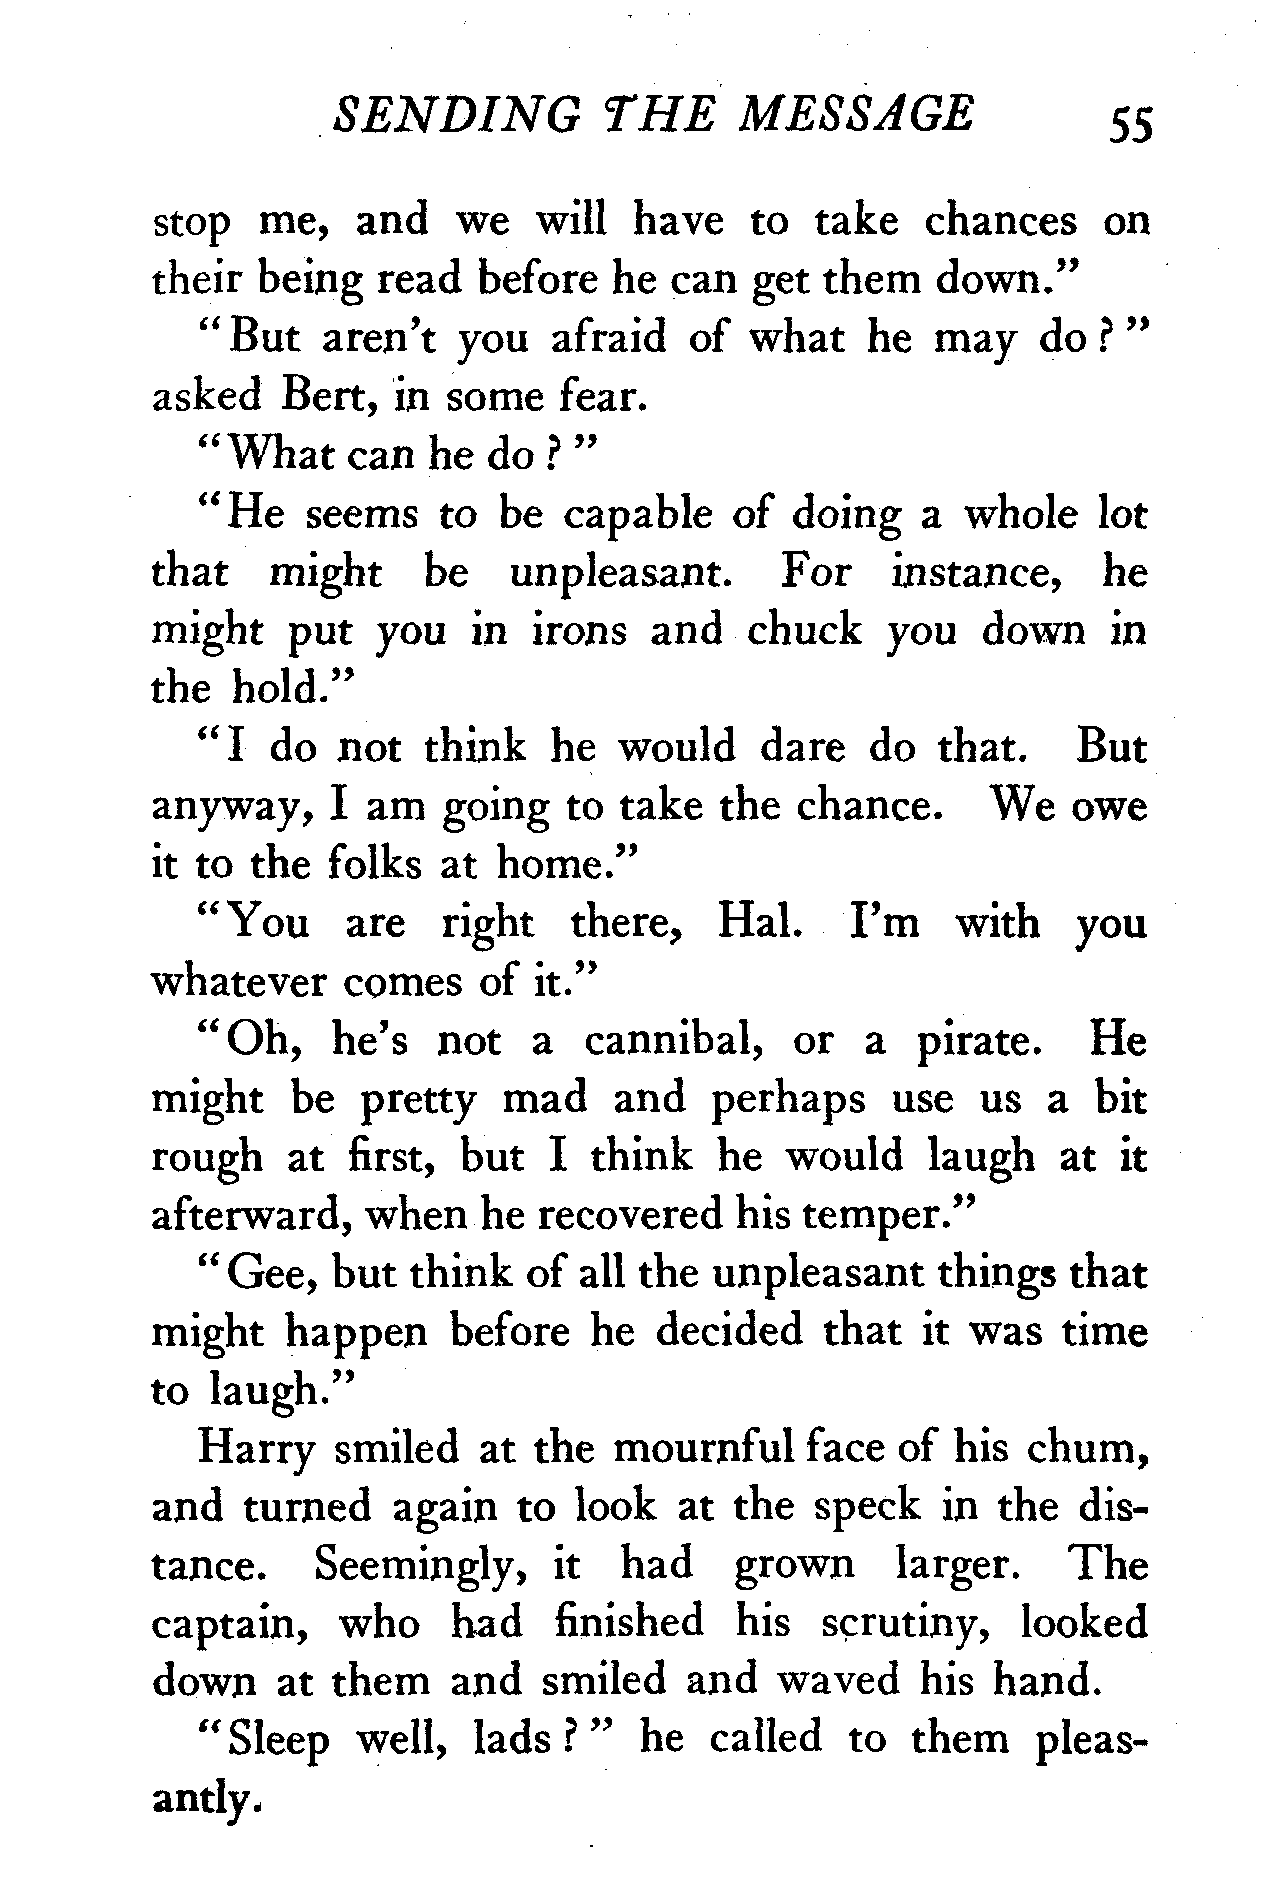 SENDING THE MESSAGE 55
stop me, and we will have to take chances on
their being read before he can get them down."
"But aren't you afraid of what he may do?"
asked Bert, in some fear.
"What can he do?"
"He seems to be capable of doing a whole lot
that might be unpleasant. For instance, he
might put you in irons and chuck you down in
the hold."
"I do not think he would dare do that. But
anyway, I am going to take the chance. We owe
it to the folks at home."
"You are right there, Hal. I'm with you
whatever comes of it."
"Oh, he's not a cannibal, or a pirate. He
might be pretty mad and perhaps use us a bit
rough at first, but I think he would laugh at it
afterward, when he recovered his temper."
"Gee, but think of all the unpleasant things that
might happen before he decided that it was time
to laugh."
Harry smiled at the mournful face of his chum,
and turned again to look at the speck in the dis-
tance. Seemingly, it had grown larger. The
captain, who had finished his scrutiny, looked
down at them and smiled and waved his hand.
"Sleep well, lads?" he called to them pleas-
antly.